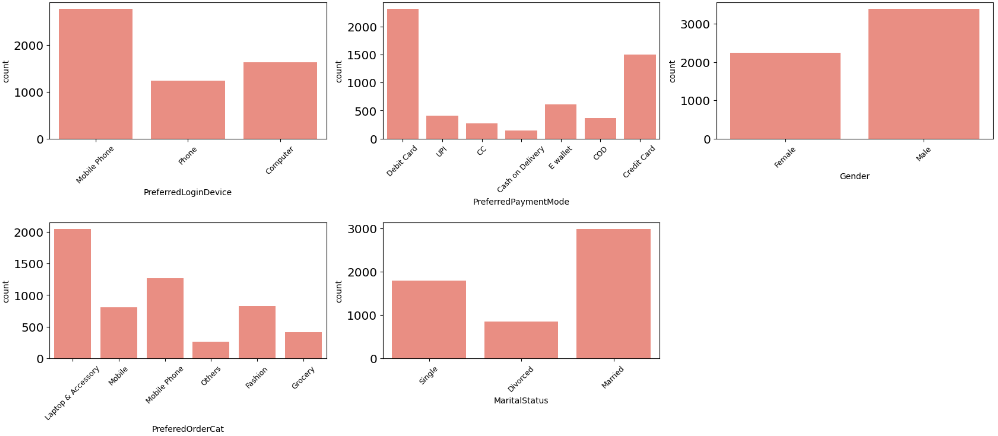 2000
1000
0
count
Mobile Phone
Phone
Computer
PreferredLoginDevice
2000
1500
1000
500
0
count
Debit Card
UPI
CC
Cash on Delivery
E wallet
COD
Credit Card
PreferredPaymentMode
3000
2000
1000
0
count
Female
Male
Gender
2000
1500
1000
500
0
count
Laptop & Accessory
Mobile
Mobile Phone
Others
Fashion
Grocery
PreferedOrderCat
3000
2000
1000
0
count
Single
Divorced
Married
MaritalStatus